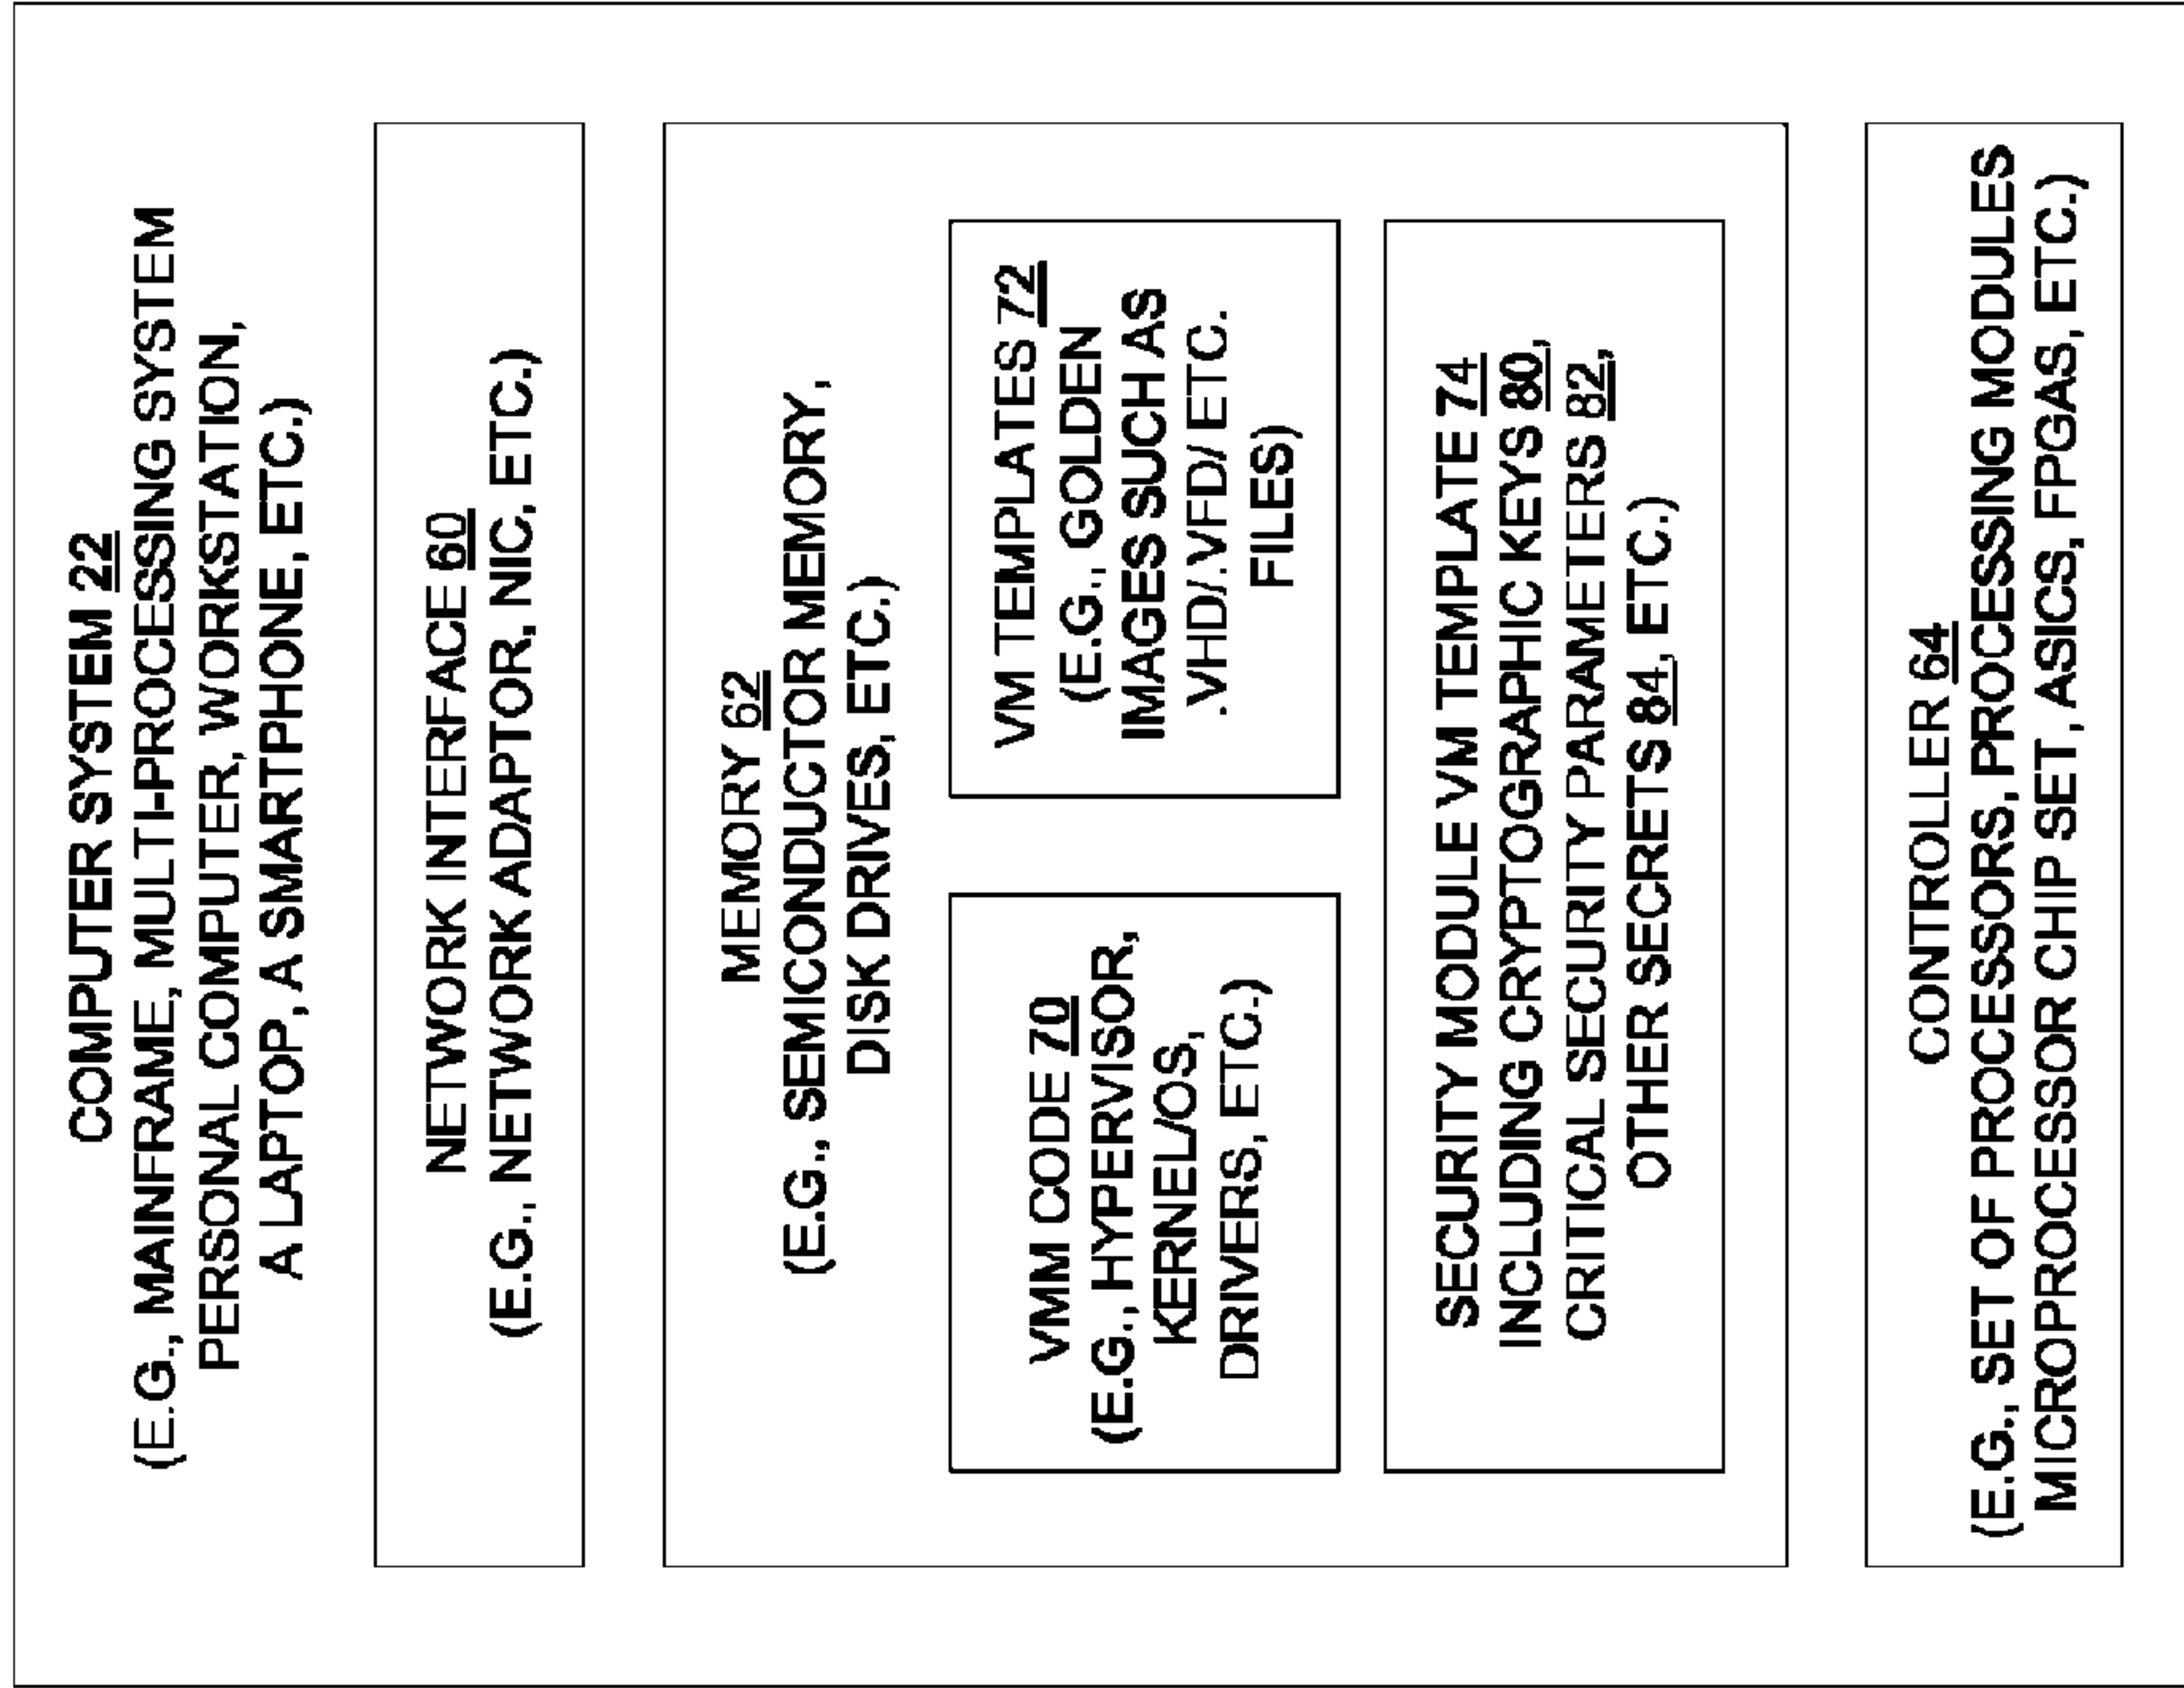 COMPUTER SYSTEM 22
(E.G., MAINFRAME, MULTI-PROCESSING SYSTEM
PERSONAL COMPUTER, WORKSTATION,
A LAPTOP, A SMARTPHONE, ETC.)
NETWORK INTERFACE 60
(E.G., NETWORK ADAPTOR, NIC, ETC.)
MEMORY 62
(E.G., SEMICONDUCTOR MEMORY,
DISK DRIVES, ETC.)
VMM CODE 70
(E.G., HYPERVISOR,
KERNEL/OS,
DRIVERS, ETC.)
VM TEMPLATES 72
(E.G., GOLDEN
IMAGES SUCH AS
.VHD/.VFD/ ETC.
FILES)
SECURITY MODULE VM TEMPLATE 74
INCLUDING CRYPTOGRAPHIC KEYS 80,
CRITICAL SECURITY PARAMETERS 82,
OTHER SECRETS 84, ETC.)
CONTROLLER 64
(E.G., SET OF PROCESSORS, PROCESSING MODULES
MICROPROCESSOR CHIP SET, ASICS, FPGAS, ETC.)